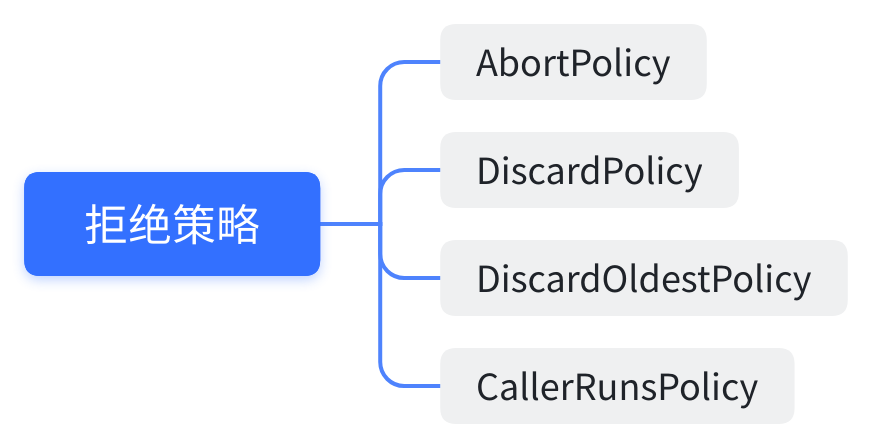 拒绝策略
AbortPolicy
DiscardPolicy
DiscardOldestPolicy
CallerRunsPolicy